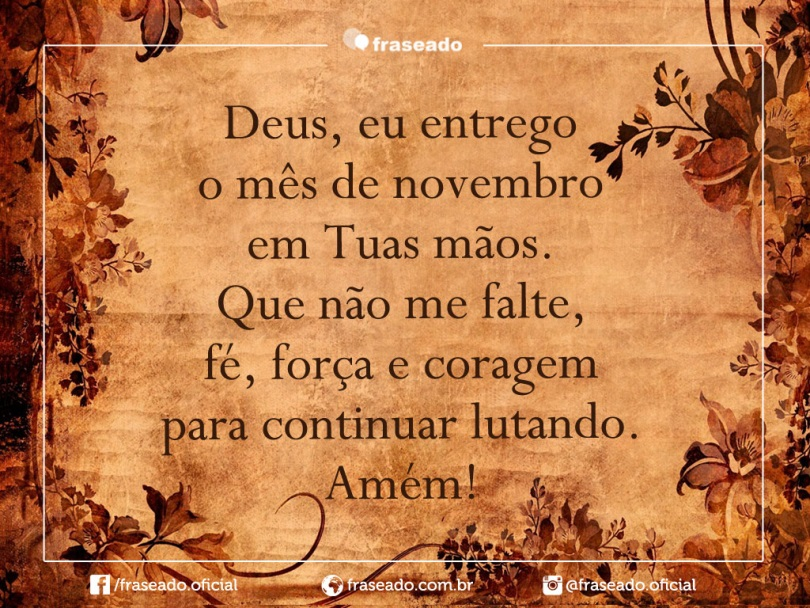 fraseado
Deus, eu entrego
o mês de novembro
em Tuas mãos.
Que não me falte,
fé, força e coragem
para continuar lutando.
Amém!
/fraseado.oficial fraseado.com.br @fraseado.oficial